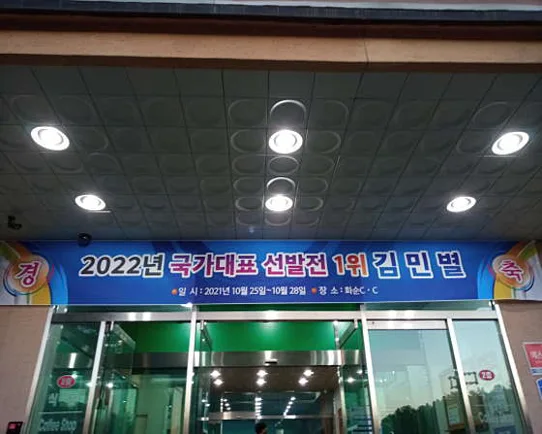 경 2022년 국가대표 선발전 1위 김민별 축
일 시 : 2021년 10월 25일~10월 28일 장 소 : 화순C·C
Coffee Shop